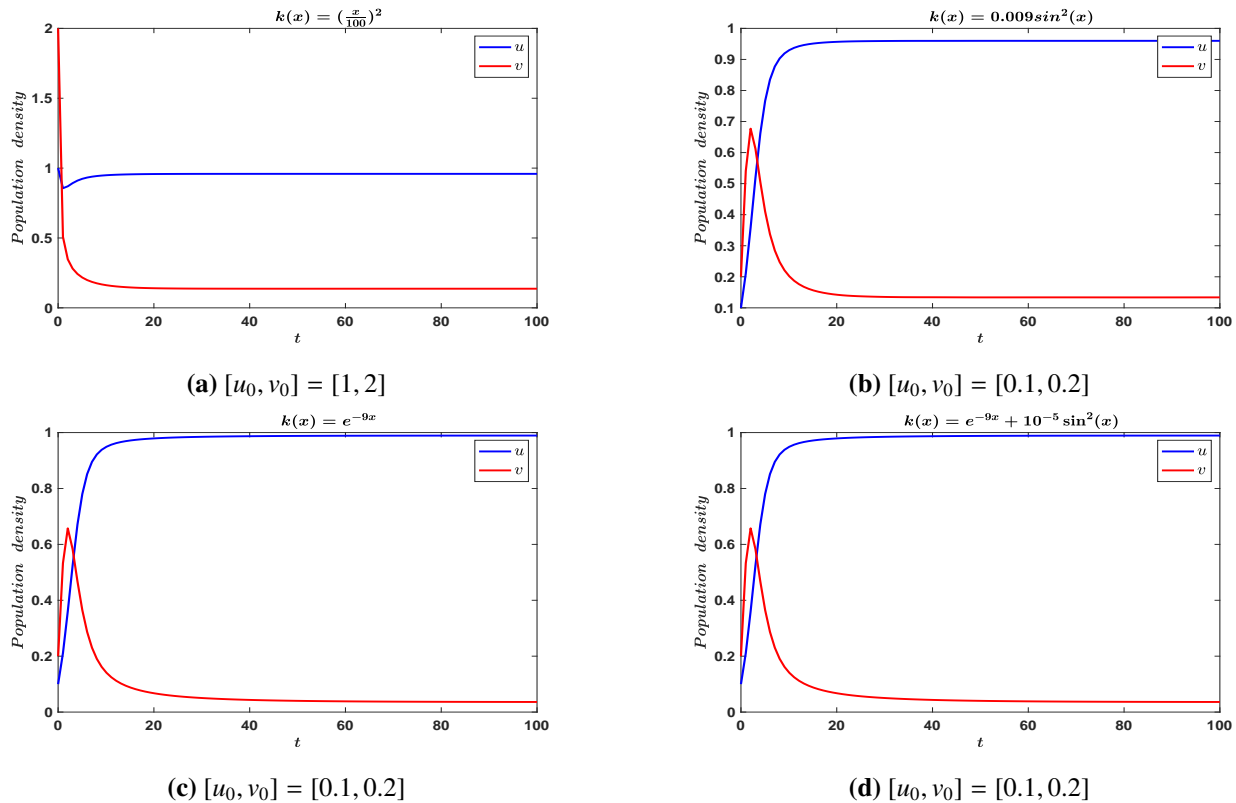 k(x) = (x/100)²
Population density
2
1.5
1
0.5
0
u
v
0 20 40 60 80 100
t
(a) [u₀, v₀] = [1, 2]
k(x) = 0.009sin²(x)
Population density
1
0.9
0.8
0.7
0.6
0.5
0.4
0.3
0.2
0.1
u
v
0 20 40 60 80 100
t
(b) [u₀, v₀] = [0.1, 0.2]
k(x) = e⁻⁹ˣ
Population density
1
0.8
0.6
0.4
0.2
0
u
v
0 20 40 60 80 100
t
(c) [u₀, v₀] = [0.1, 0.2]
k(x) = e⁻⁹ˣ + 10⁻⁵ sin²(x)
Population density
1
0.8
0.6
0.4
0.2
0
u
v
0 20 40 60 80 100
t
(d) [u₀, v₀] = [0.1, 0.2]